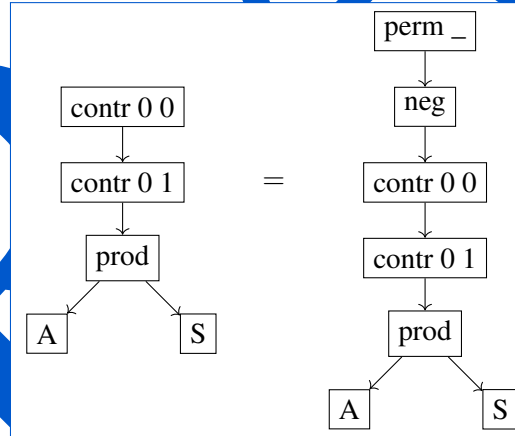 perm _
neg
contr 0 0
contr 0 0
contr 0 1
=
contr 0 1
prod
prod
A
S
A
S